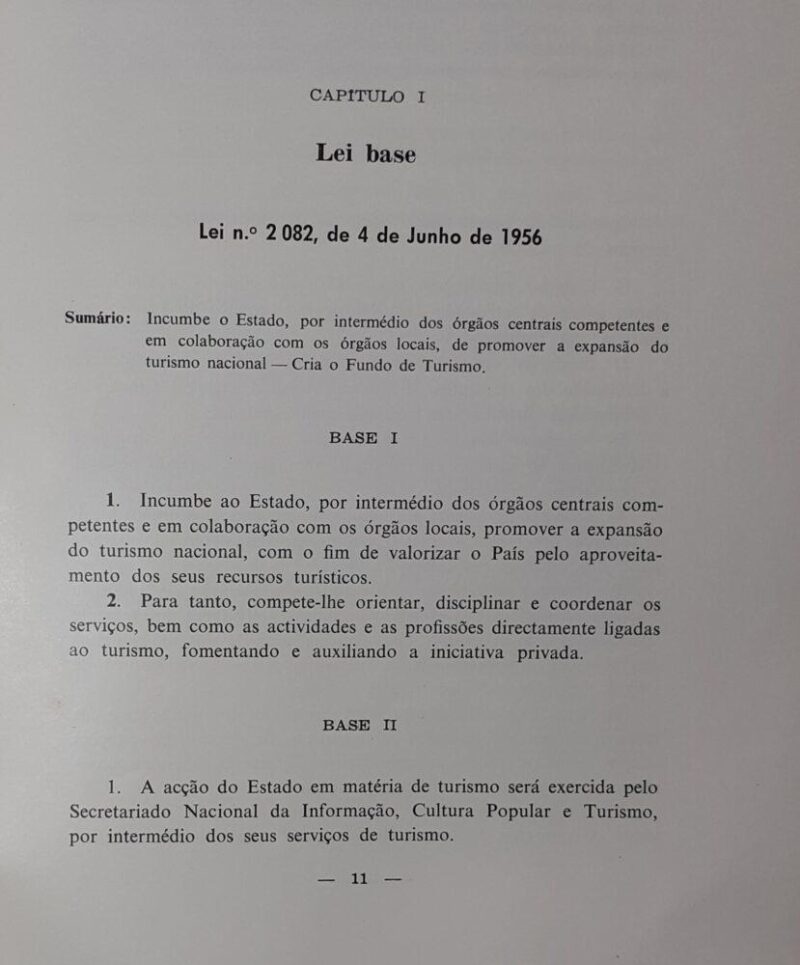 CAPÍTULO I
Lei base
Lei n.º 2 082, de 4 de Junho de 1956
Sumário: Incumbe o Estado, por intermédio dos órgãos centrais competentes e
em colaboração com os órgãos locais, de promover a expansão do
turismo nacional — Cria o Fundo de Turismo.
BASE I
1. Incumbe ao Estado, por intermédio dos órgãos centrais com-
petentes e em colaboração com os órgãos locais, promover a expansão
do turismo nacional, com o fim de valorizar o País pelo aproveita-
mento dos seus recursos turísticos.
2. Para tanto, compete-lhe orientar, disciplinar e coordenar os
serviços, bem como as actividades e as profissões directamente ligadas
ao turismo, fomentando e auxiliando a iniciativa privada.
BASE II
1. A acção do Estado em matéria de turismo será exercida pelo
Secretariado Nacional da Informação, Cultura Popular e Turismo,
por intermédio dos seus serviços de turismo.
— 11 —